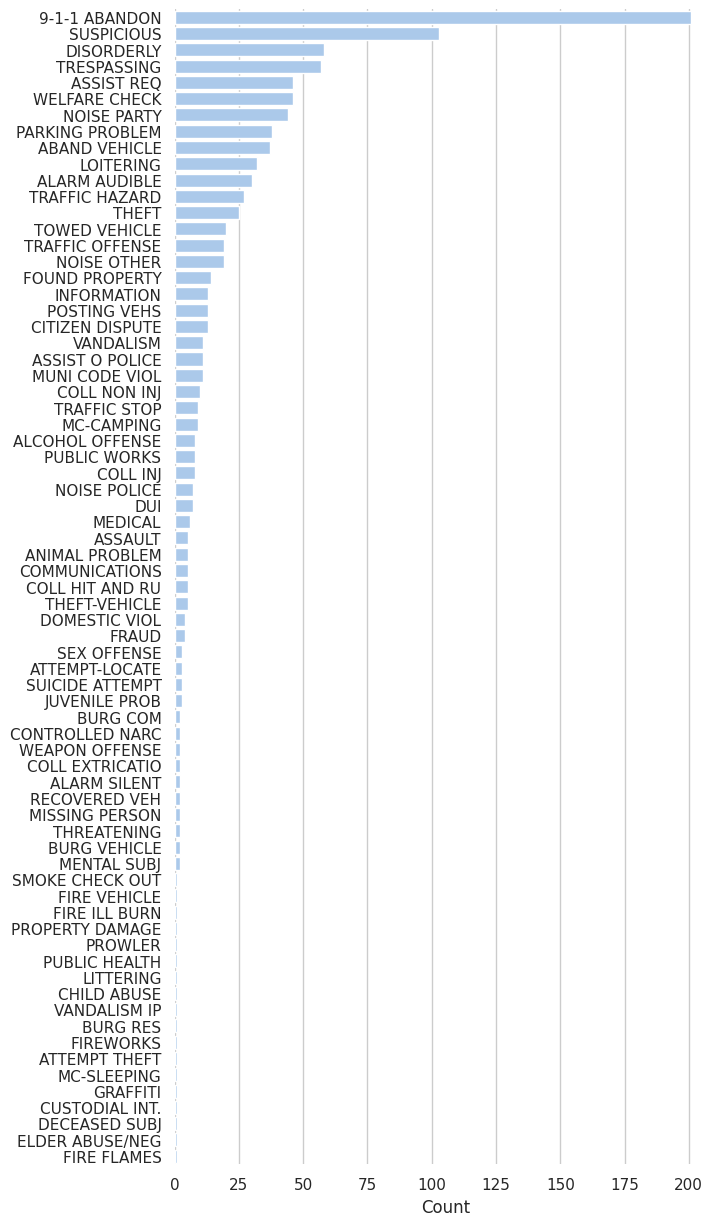 9-1-1 ABANDON
SUSPICIOUS
DISORDERLY
TRESPASSING
ASSIST REQ
WELFARE CHECK
NOISE PARTY
PARKING PROBLEM
ABAND VEHICLE
LOITERING
ALARM AUDIBLE
TRAFFIC HAZARD
THEFT
TOWED VEHICLE
TRAFFIC OFFENSE
NOISE OTHER
FOUND PROPERTY
INFORMATION
POSTING VEHS
CITIZEN DISPUTE
VANDALISM
ASSIST O POLICE
MUNI CODE VIOL
COLL NON INJ
TRAFFIC STOP
MC-CAMPING
ALCOHOL OFFENSE
PUBLIC WORKS
COLL INJ
NOISE POLICE
DUI
MEDICAL
ASSAULT
ANIMAL PROBLEM
COMMUNICATIONS
COLL HIT AND RU
THEFT-VEHICLE
DOMESTIC VIOL
FRAUD
SEX OFFENSE
ATTEMPT-LOCATE
SUICIDE ATTEMPT
JUVENILE PROB
BURG COM
CONTROLLED NARC
WEAPON OFFENSE
COLL EXTRICATIO
ALARM SILENT
RECOVERED VEH
MISSING PERSON
THREATENING
BURG VEHICLE
MENTAL SUBJ
SMOKE CHECK OUT
FIRE VEHICLE
FIRE ILL BURN
PROPERTY DAMAGE
PROWLER
PUBLIC HEALTH
LITTERING
CHILD ABUSE
VANDALISM IP
BURG RES
FIREWORKS
ATTEMPT THEFT
MC-SLEEPING
GRAFFITI
CUSTODIAL INT.
DECEASED SUBJ
ELDER ABUSE/NEG
FIRE FLAMES
0 25 50 75 100 125 150 175 200
Count